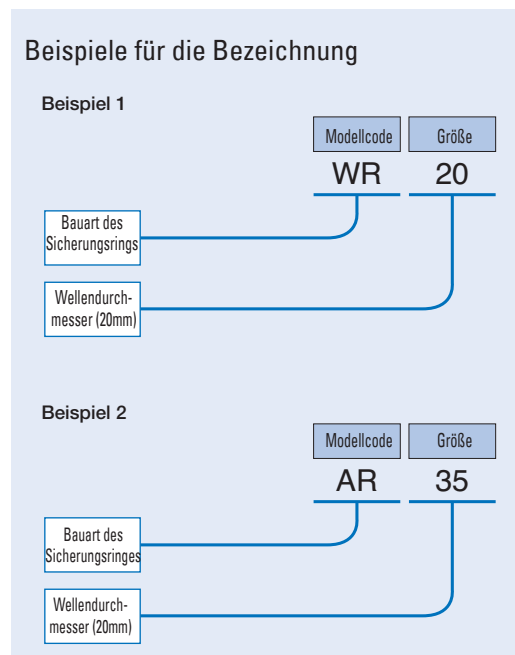 Beispiele für die Bezeichnung
Beispiel 1
Modellcode Größe
WR 20
Bauart des
Sicherungsrings
Wellendurch-
messer (20mm)
Beispiel 2
Modellcode Größe
AR 35
Bauart des
Sicherungsringes
Wellendurch-
messer (20mm)